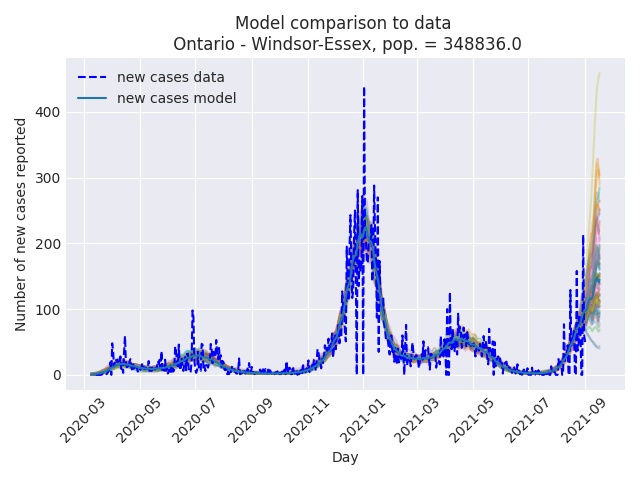 Model comparison to data
Ontario - Windsor-Essex, pop. = 348836.0
new cases data
new cases model
Number of new cases reported
400
300
200
100
0
2020-03
2020-05
2020-07
2020-09
2020-11
2021-01
2021-03
2021-05
2021-07
2021-09
Day